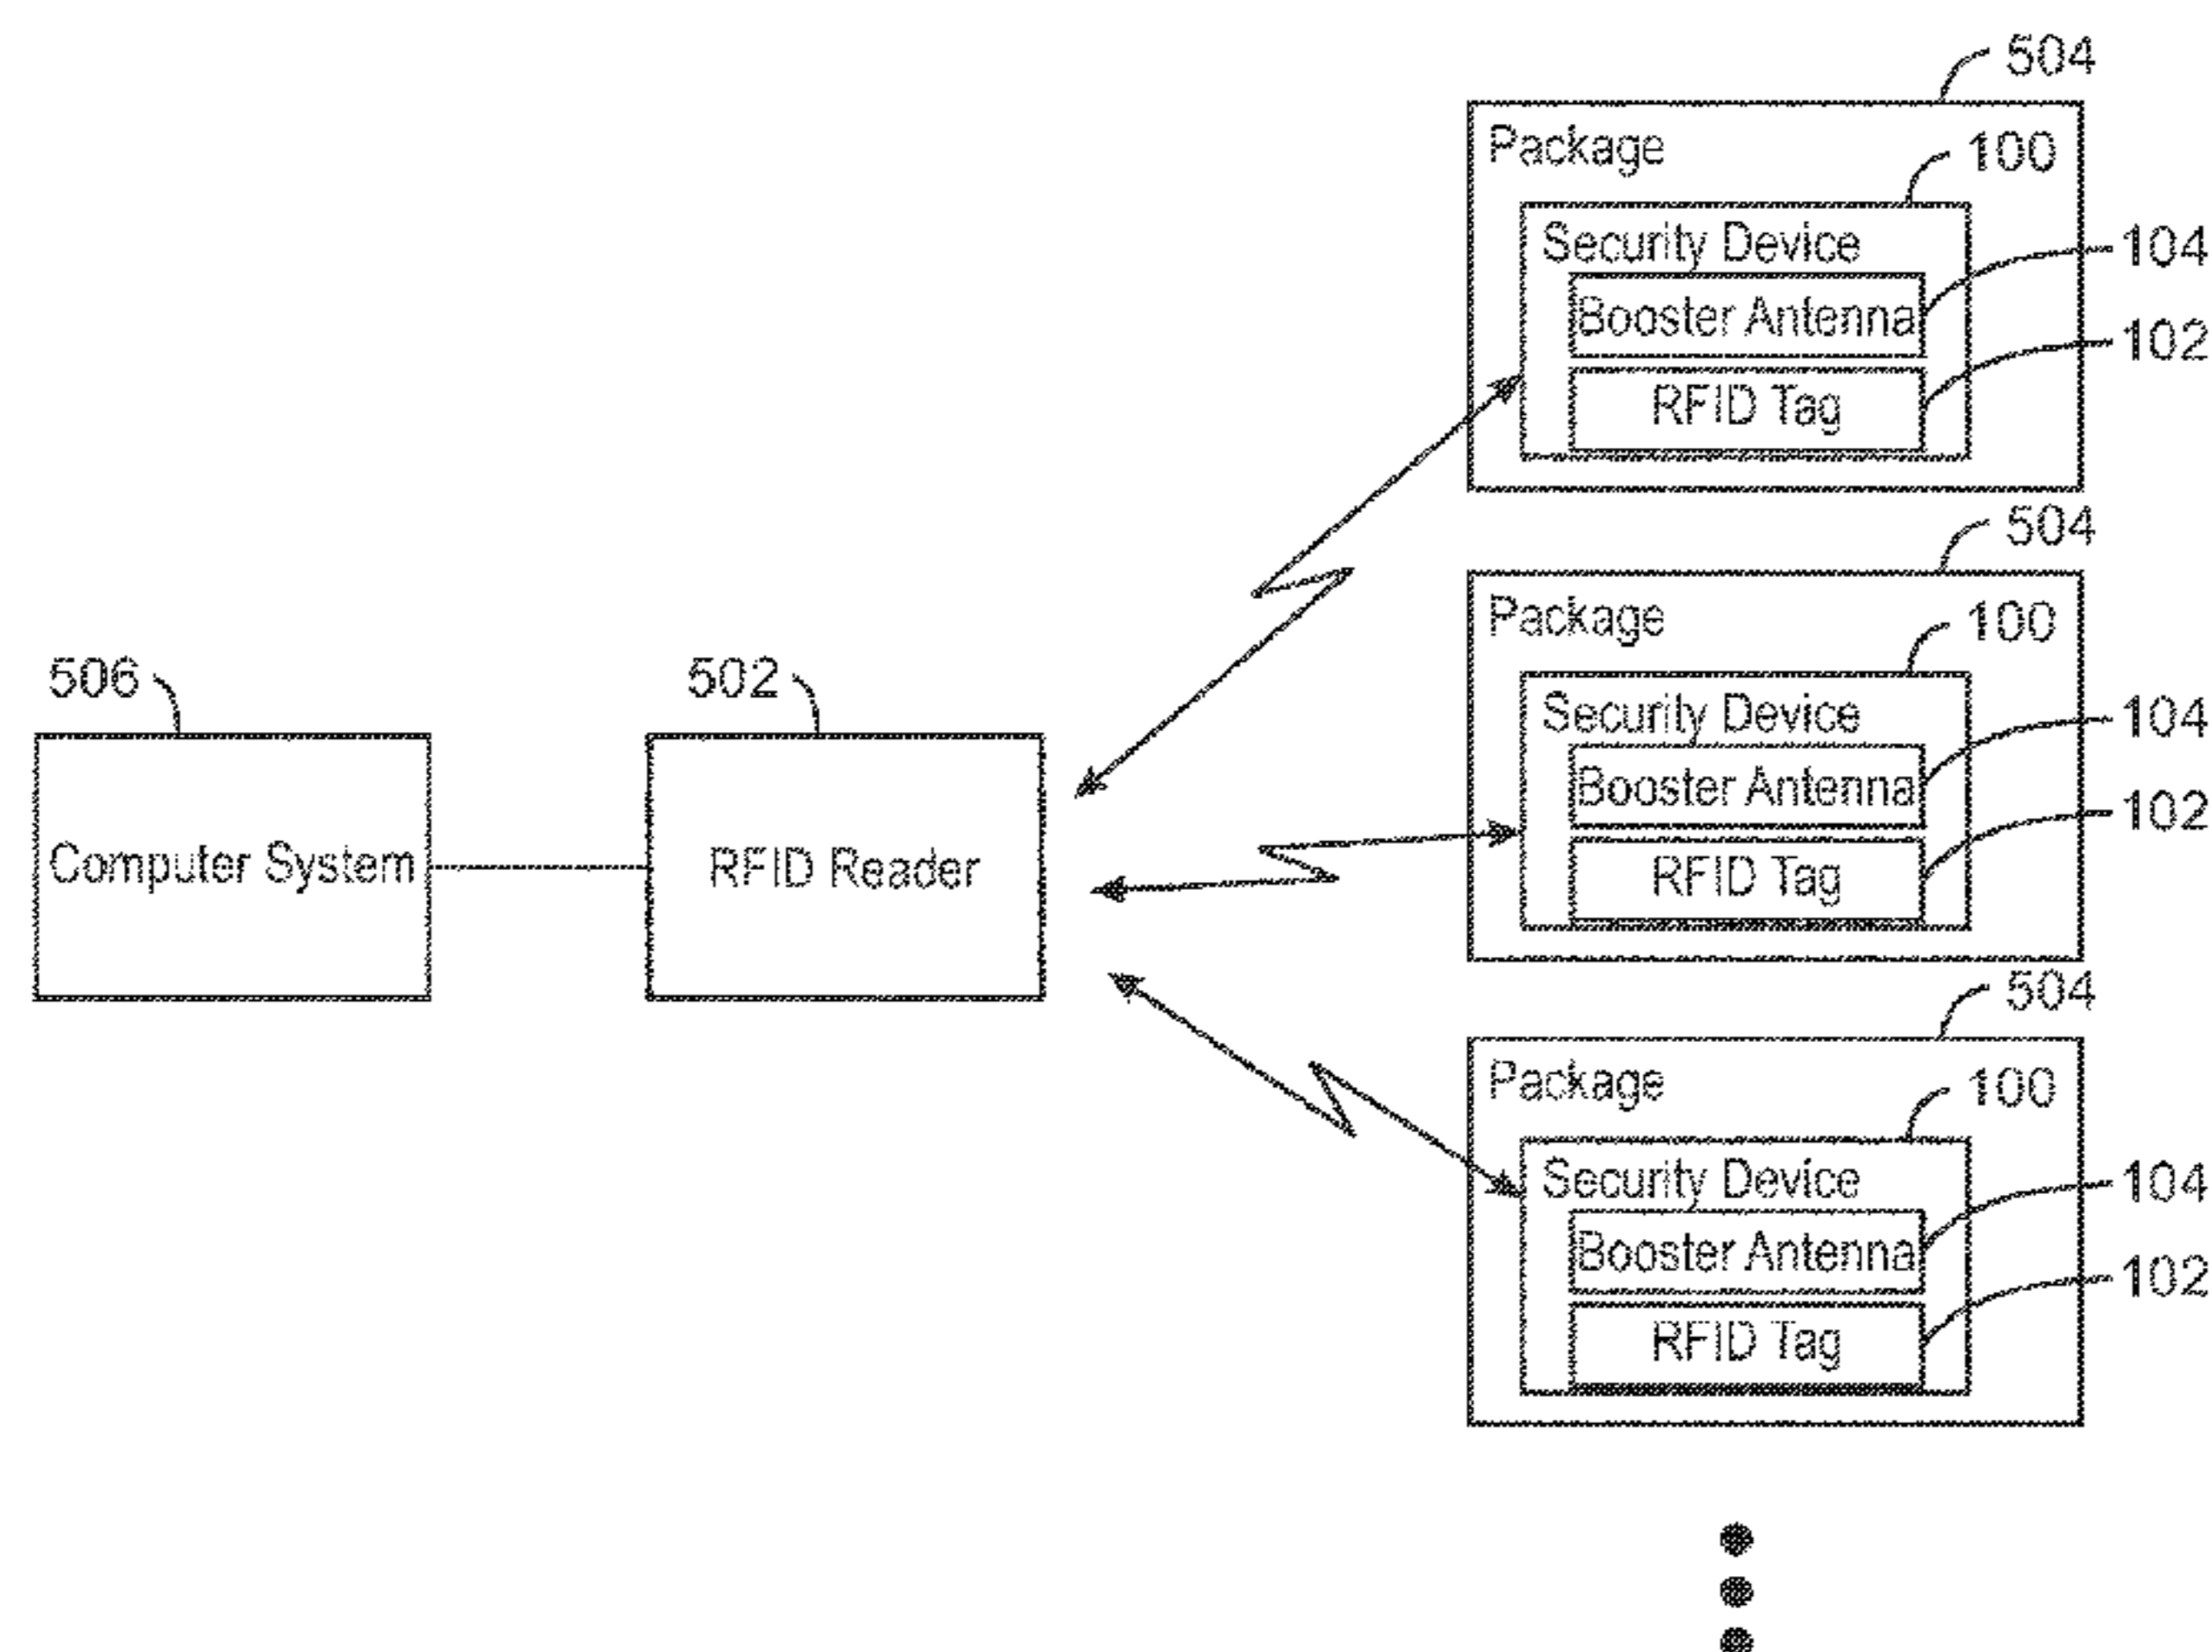 504
Package
100
Security Device
104
Booster Antenna
102
RFID Tag
504
Package
100
506
502
Security Device
104
Booster Antenna
102
Computer System
RFID Reader
RFID Tag
504
Package
100
Security Device
104
Booster Antenna
102
RFID Tag